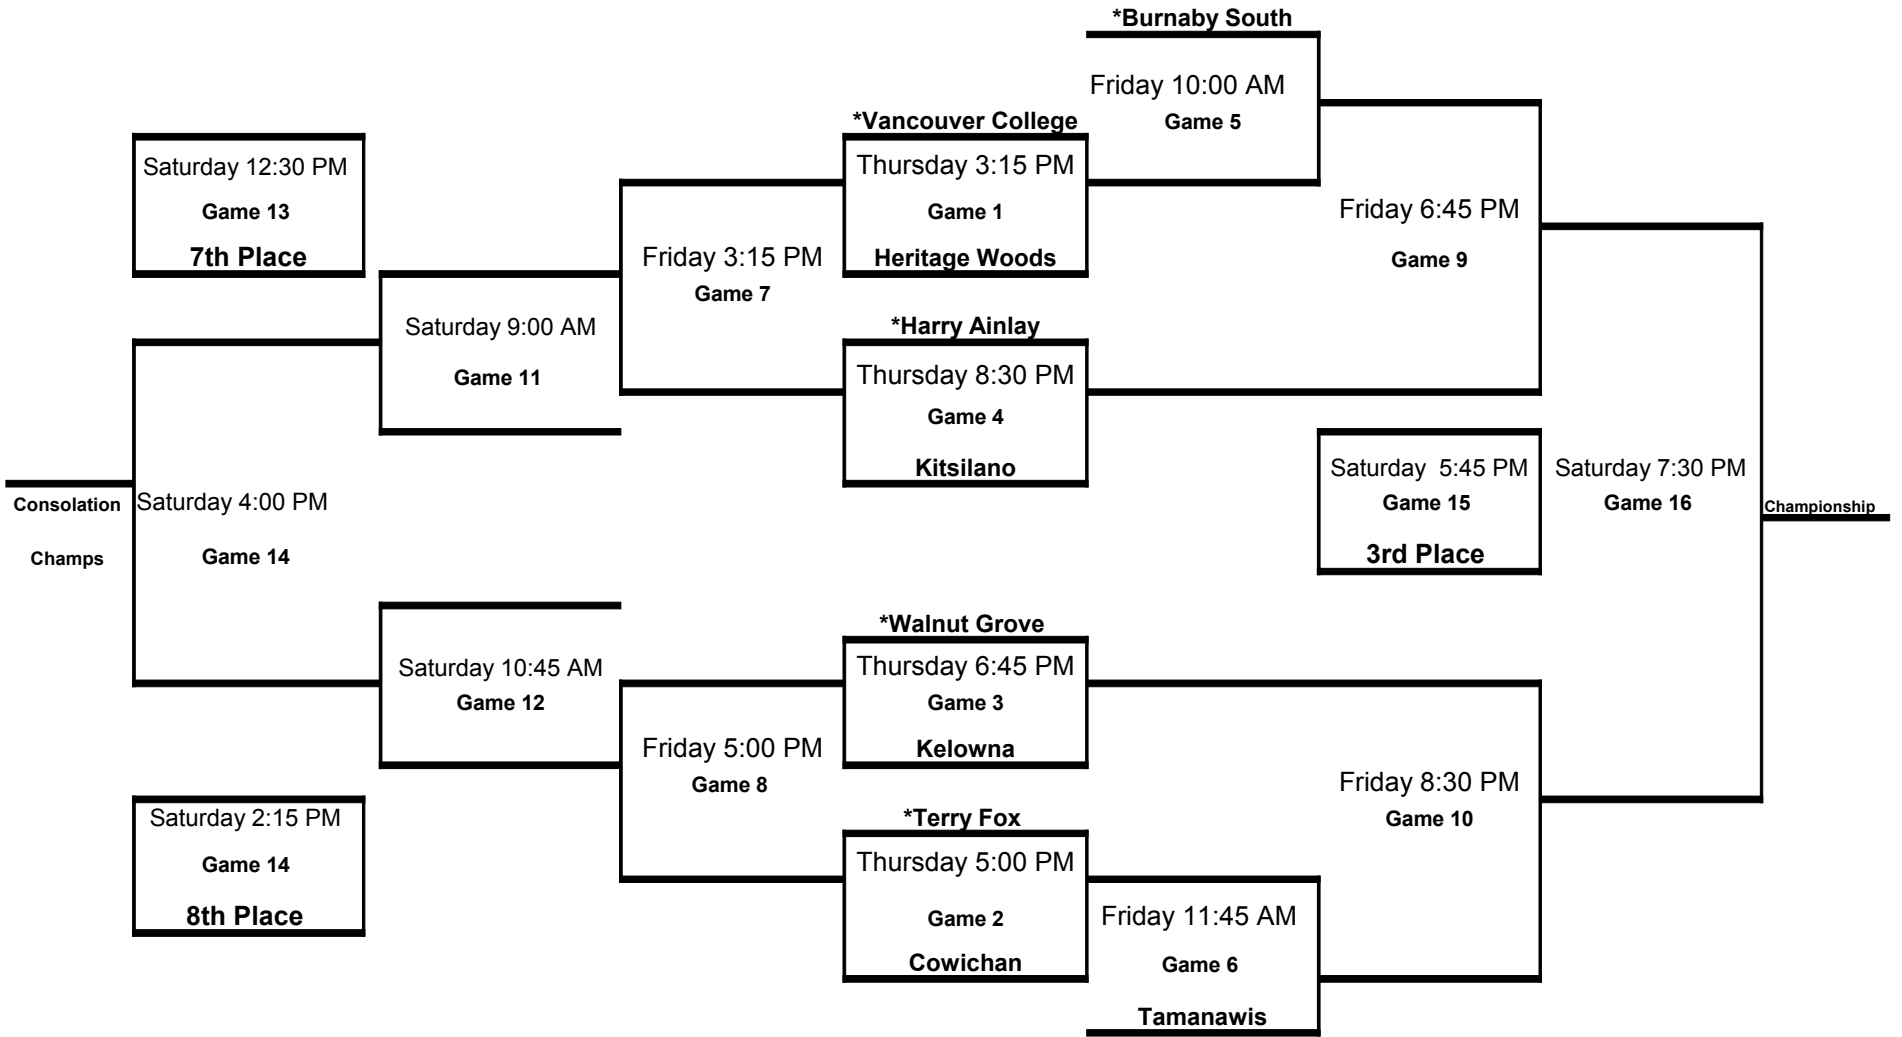 *Burnaby South
Friday 10:00 AM
Game 5
*Vancouver College
Thursday 3:15 PM
Game 1
Heritage Woods
Saturday 12:30 PM
Game 13
7th Place
Friday 3:15 PM
Game 7
Friday 6:45 PM
Game 9
Saturday 9:00 AM
Game 11
*Harry Ainlay
Thursday 8:30 PM
Game 4
Kitsilano
Consolation
Champs
Saturday 4:00 PM
Game 14
Saturday  5:45 PM
Game 15
3rd Place
Saturday 7:30 PM
Game 16
Championship
*Walnut Grove
Thursday 6:45 PM
Game 3
Kelowna
Saturday 10:45 AM
Game 12
Friday 5:00 PM
Game 8
Friday 8:30 PM
Game 10
Saturday 2:15 PM
Game 14
8th Place
*Terry Fox
Thursday 5:00 PM
Game 2
Cowichan
Friday 11:45 AM
Game 6
Tamanawis